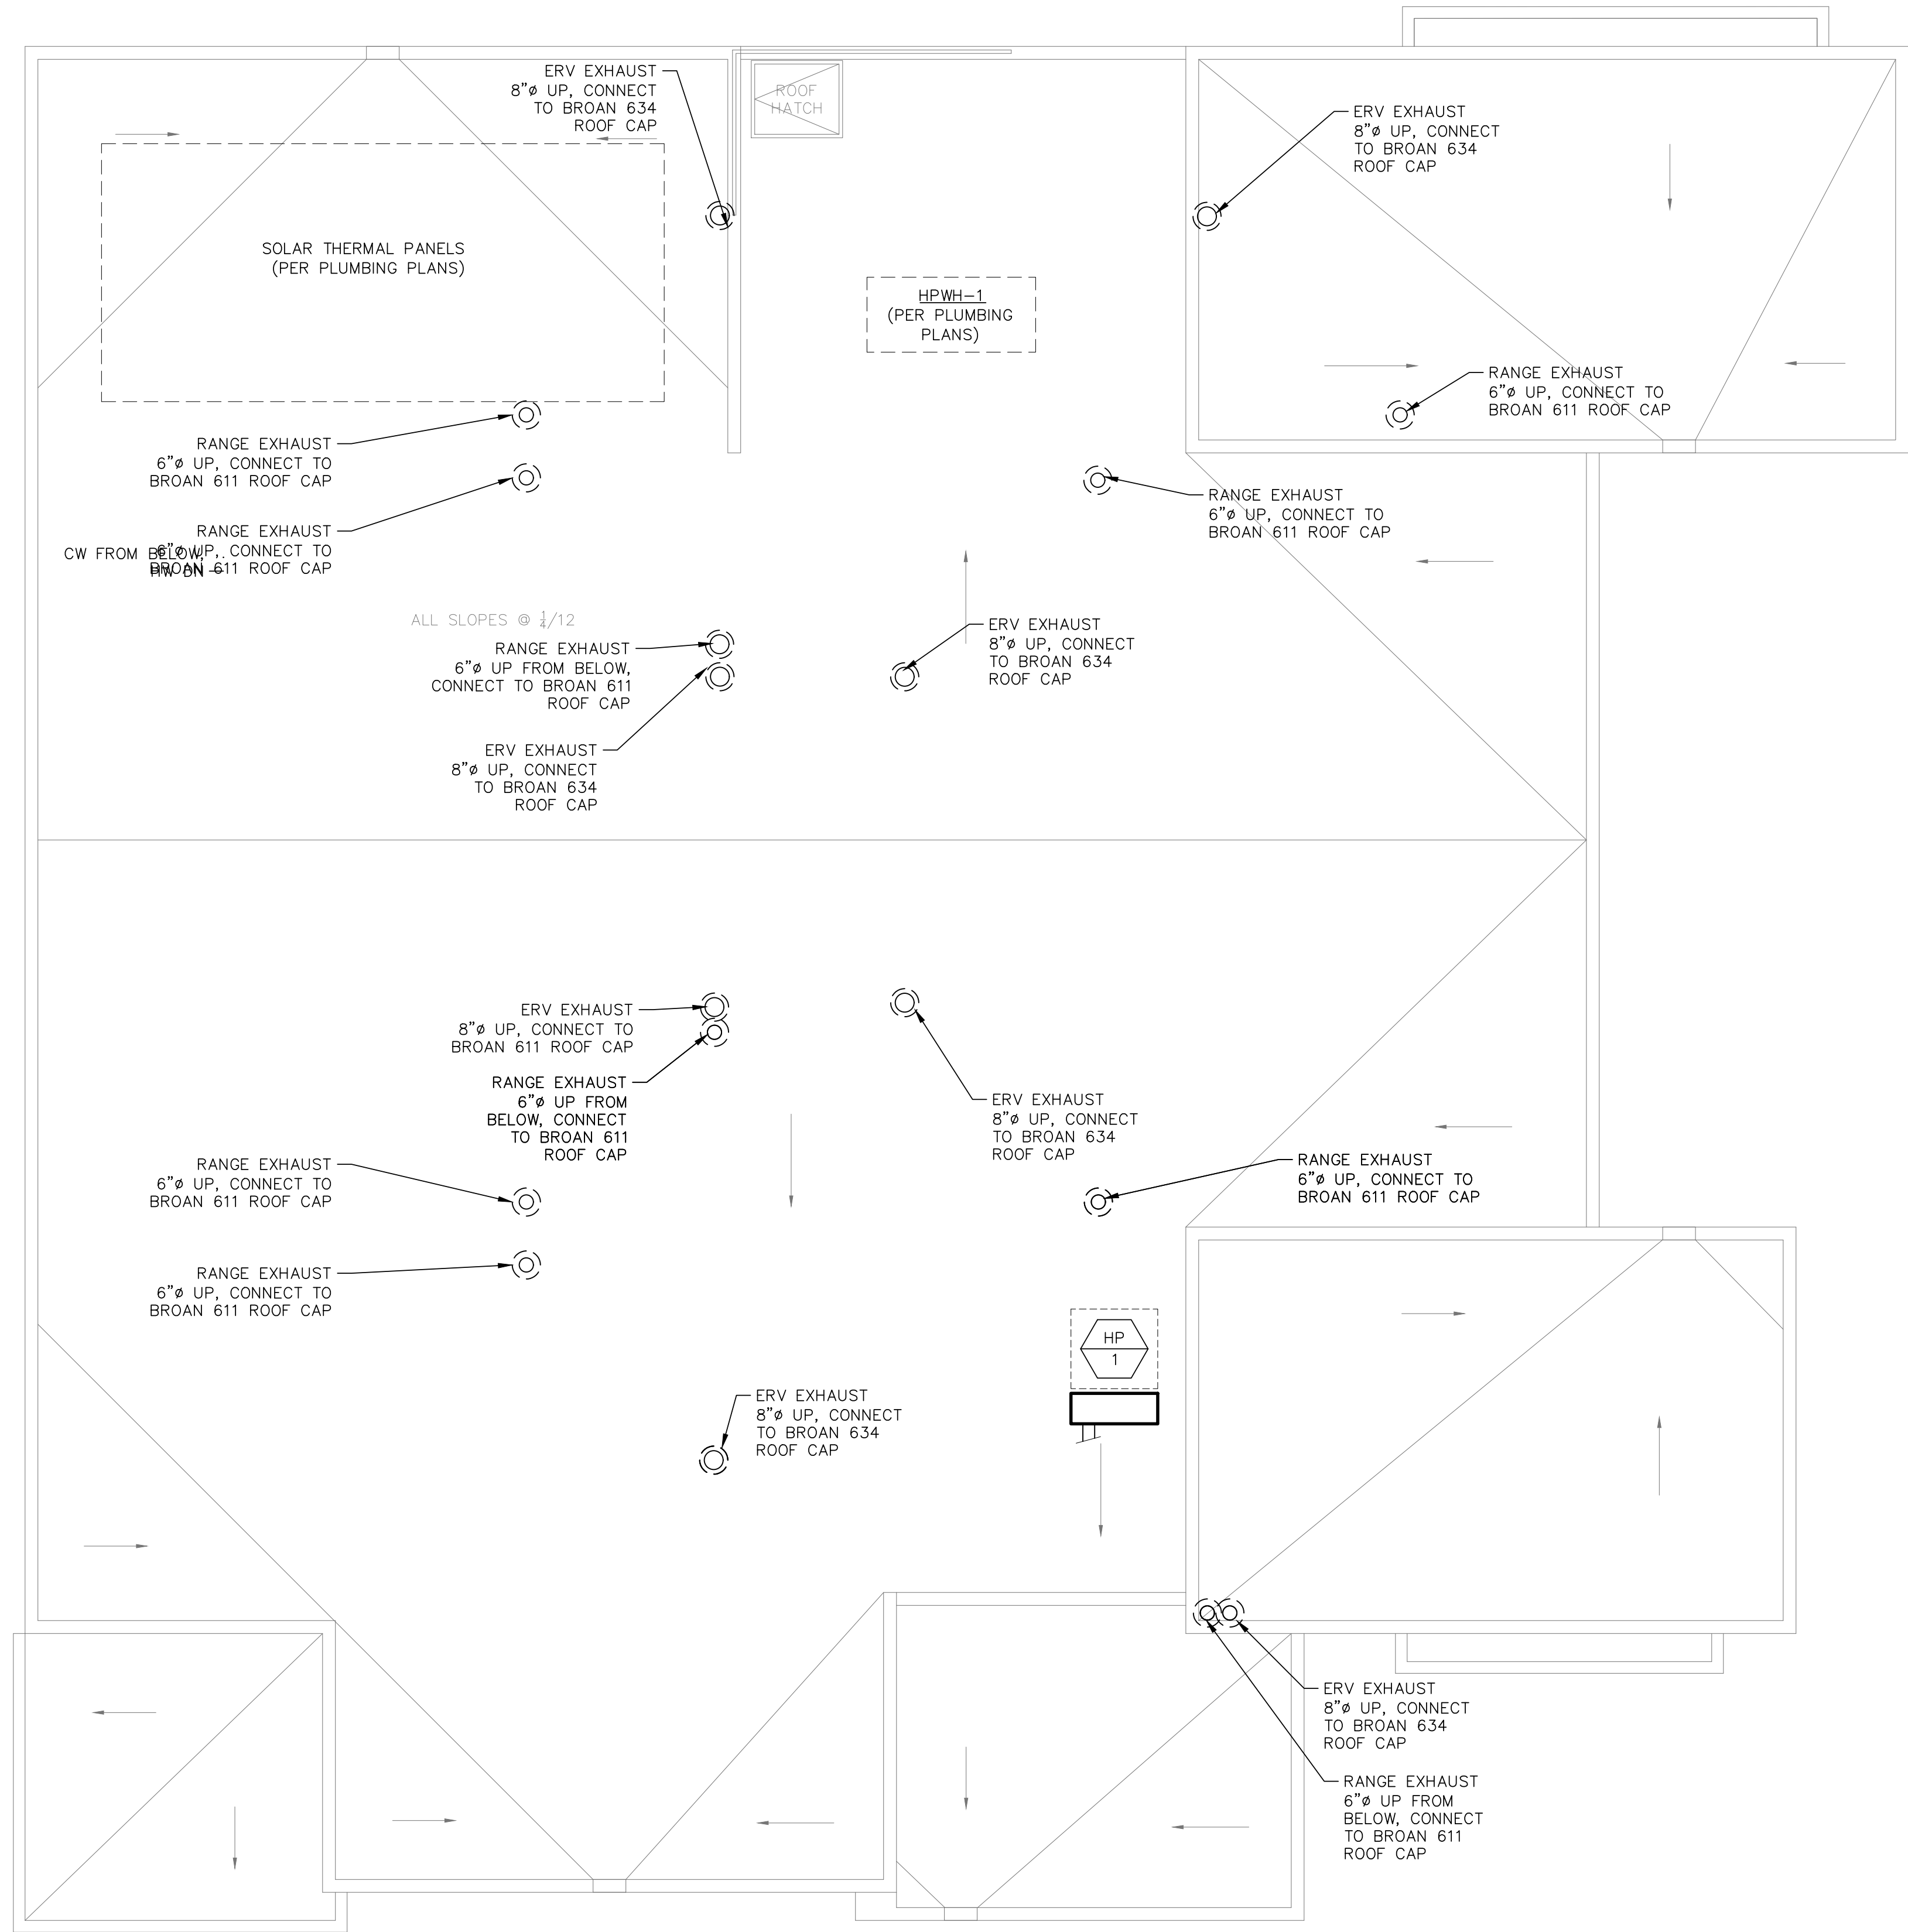 ERV EXHAUST
8"ø UP, CONNECT
TO BROAN 634
ROOF CAP
ROOF
HATCH
ERV EXHAUST
8"ø UP, CONNECT
TO BROAN 634
ROOF CAP
SOLAR THERMAL PANELS
(PER PLUMBING PLANS)
HPWH-1
(PER PLUMBING
PLANS)
RANGE EXHAUST
6"ø UP, CONNECT TO
BROAN 611 ROOF CAP
RANGE EXHAUST
6"ø UP, CONNECT TO
BROAN 611 ROOF CAP
RANGE EXHAUST
6"ø UP, CONNECT TO
BROAN 611 ROOF CAP
RANGE EXHAUST
6"ø UP, CONNECT TO
BROAN 611 ROOF CAP
CW FROM BELOW,
HW DN
ALL SLOPES @ ¼/12
RANGE EXHAUST
6"ø UP FROM BELOW,
CONNECT TO BROAN 611
ROOF CAP
ERV EXHAUST
8"ø UP, CONNECT
TO BROAN 634
ROOF CAP
ERV EXHAUST
8"ø UP, CONNECT
TO BROAN 634
ROOF CAP
ERV EXHAUST
8"ø UP, CONNECT TO
BROAN 611 ROOF CAP
RANGE EXHAUST
6"ø UP FROM
BELOW, CONNECT
TO BROAN 611
ROOF CAP
ERV EXHAUST
8"ø UP, CONNECT
TO BROAN 634
ROOF CAP
RANGE EXHAUST
6"ø UP, CONNECT TO
BROAN 611 ROOF CAP
RANGE EXHAUST
6"ø UP, CONNECT TO
BROAN 611 ROOF CAP
RANGE EXHAUST
6"ø UP, CONNECT TO
BROAN 611 ROOF CAP
HP
1
ERV EXHAUST
8"ø UP, CONNECT
TO BROAN 634
ROOF CAP
ERV EXHAUST
8"ø UP, CONNECT
TO BROAN 634
ROOF CAP
RANGE EXHAUST
6"ø UP FROM
BELOW, CONNECT
TO BROAN 611
ROOF CAP